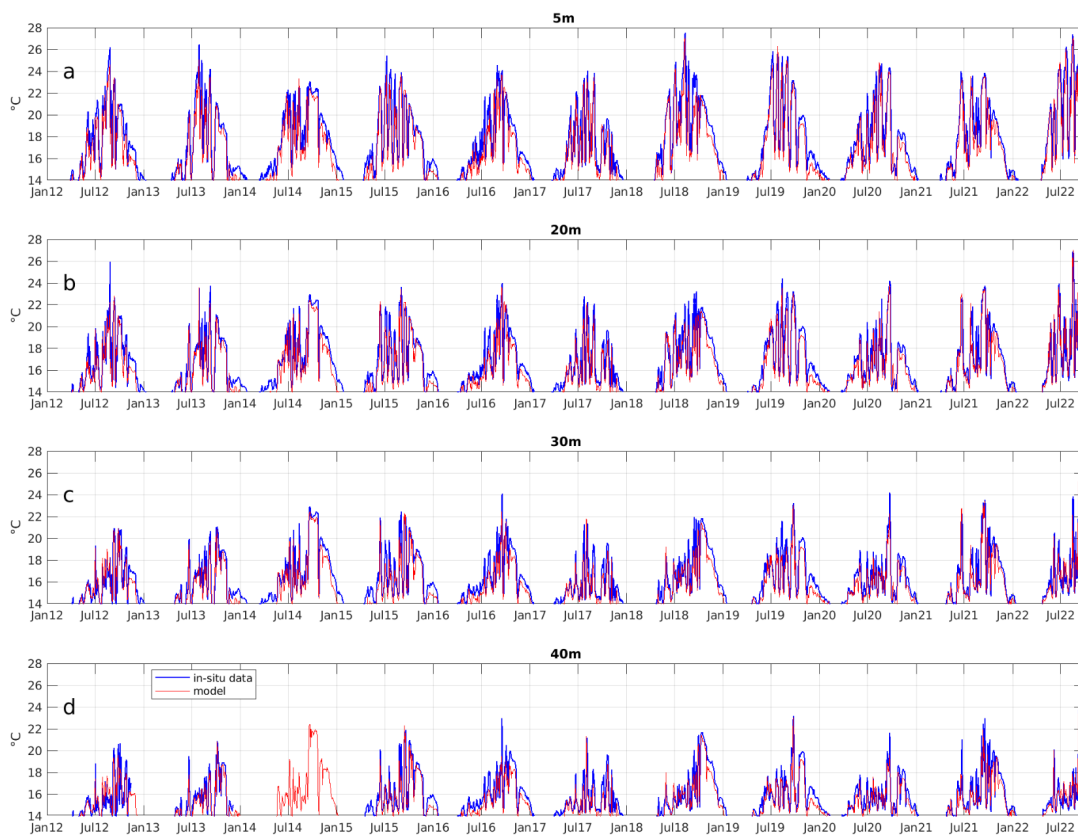 5m
28
26
24
22
20
18
16
14
°C
a
Jan12 Jul12 Jan13 Jul13 Jan14 Jul14 Jan15 Jul15 Jan16 Jul16 Jan17 Jul17 Jan18 Jul18 Jan19 Jul19 Jan20 Jul20 Jan21 Jul21 Jan22 Jul22
20m
28
26
24
22
20
18
16
14
°C
b
Jan12 Jul12 Jan13 Jul13 Jan14 Jul14 Jan15 Jul15 Jan16 Jul16 Jan17 Jul17 Jan18 Jul18 Jan19 Jul19 Jan20 Jul20 Jan21 Jul21 Jan22 Jul22
30m
28
26
24
22
20
18
16
14
°C
c
Jan12 Jul12 Jan13 Jul13 Jan14 Jul14 Jan15 Jul15 Jan16 Jul16 Jan17 Jul17 Jan18 Jul18 Jan19 Jul19 Jan20 Jul20 Jan21 Jul21 Jan22 Jul22
40m
28
26
24
22
20
18
16
14
°C
d
in-situ data
model
Jan12 Jul12 Jan13 Jul13 Jan14 Jul14 Jan15 Jul15 Jan16 Jul16 Jan17 Jul17 Jan18 Jul18 Jan19 Jul19 Jan20 Jul20 Jan21 Jul21 Jan22 Jul22